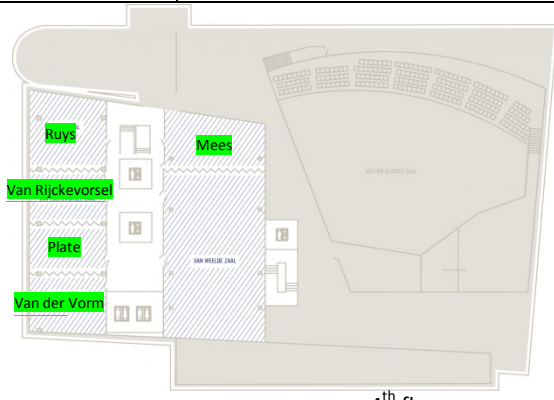 Ruys
Mees
Van Rijckevorsel
WILLEM BURGER ZAAL
Plate
VAN WEELDE ZAAL
Van der Vorm